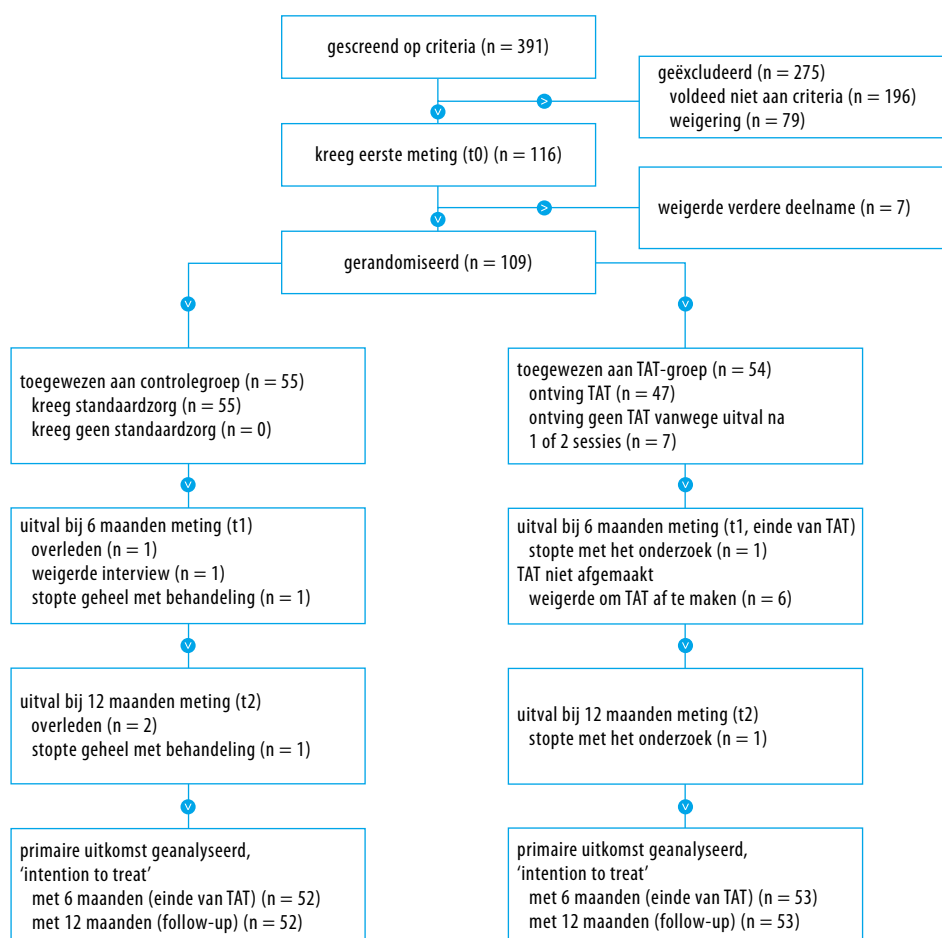 gescreend op criteria (n = 391)
geëxcludeerd (n = 275)
voldeed niet aan criteria (n = 196)
weigering (n = 79)
kreeg eerste meting (t0) (n = 116)
weigerde verdere deelname (n = 7)
gerandomiseerd (n = 109)
toegewezen aan controlegroep (n = 55)
kreeg standaardzorg (n = 55)
kreeg geen standaardzorg (n = 0)
toegewezen aan TAT-groep (n = 54)
ontving TAT (n = 47)
ontving geen TAT vanwege uitval na
1 of 2 sessies (n = 7)
uitval bij 6 maanden meting (t1)
overleden (n = 1)
weigerde interview (n = 1)
stopte geheel met behandeling (n = 1)
uitval bij 6 maanden meting (t1, einde van TAT)
stopte met het onderzoek (n = 1)
TAT niet afgemaakt
weigerde om TAT af te maken (n = 6)
uitval bij 12 maanden meting (t2)
overleden (n = 2)
stopte geheel met behandeling (n = 1)
uitval bij 12 maanden meting (t2)
stopte met het onderzoek (n = 1)
primaire uitkomst geanalyseerd,
‘intention to treat’
met 6 maanden (einde van TAT) (n = 52)
met 12 maanden (follow-up) (n = 52)
primaire uitkomst geanalyseerd,
‘intention to treat’
met 6 maanden (einde van TAT) (n = 53)
met 12 maanden (follow-up) (n = 53)